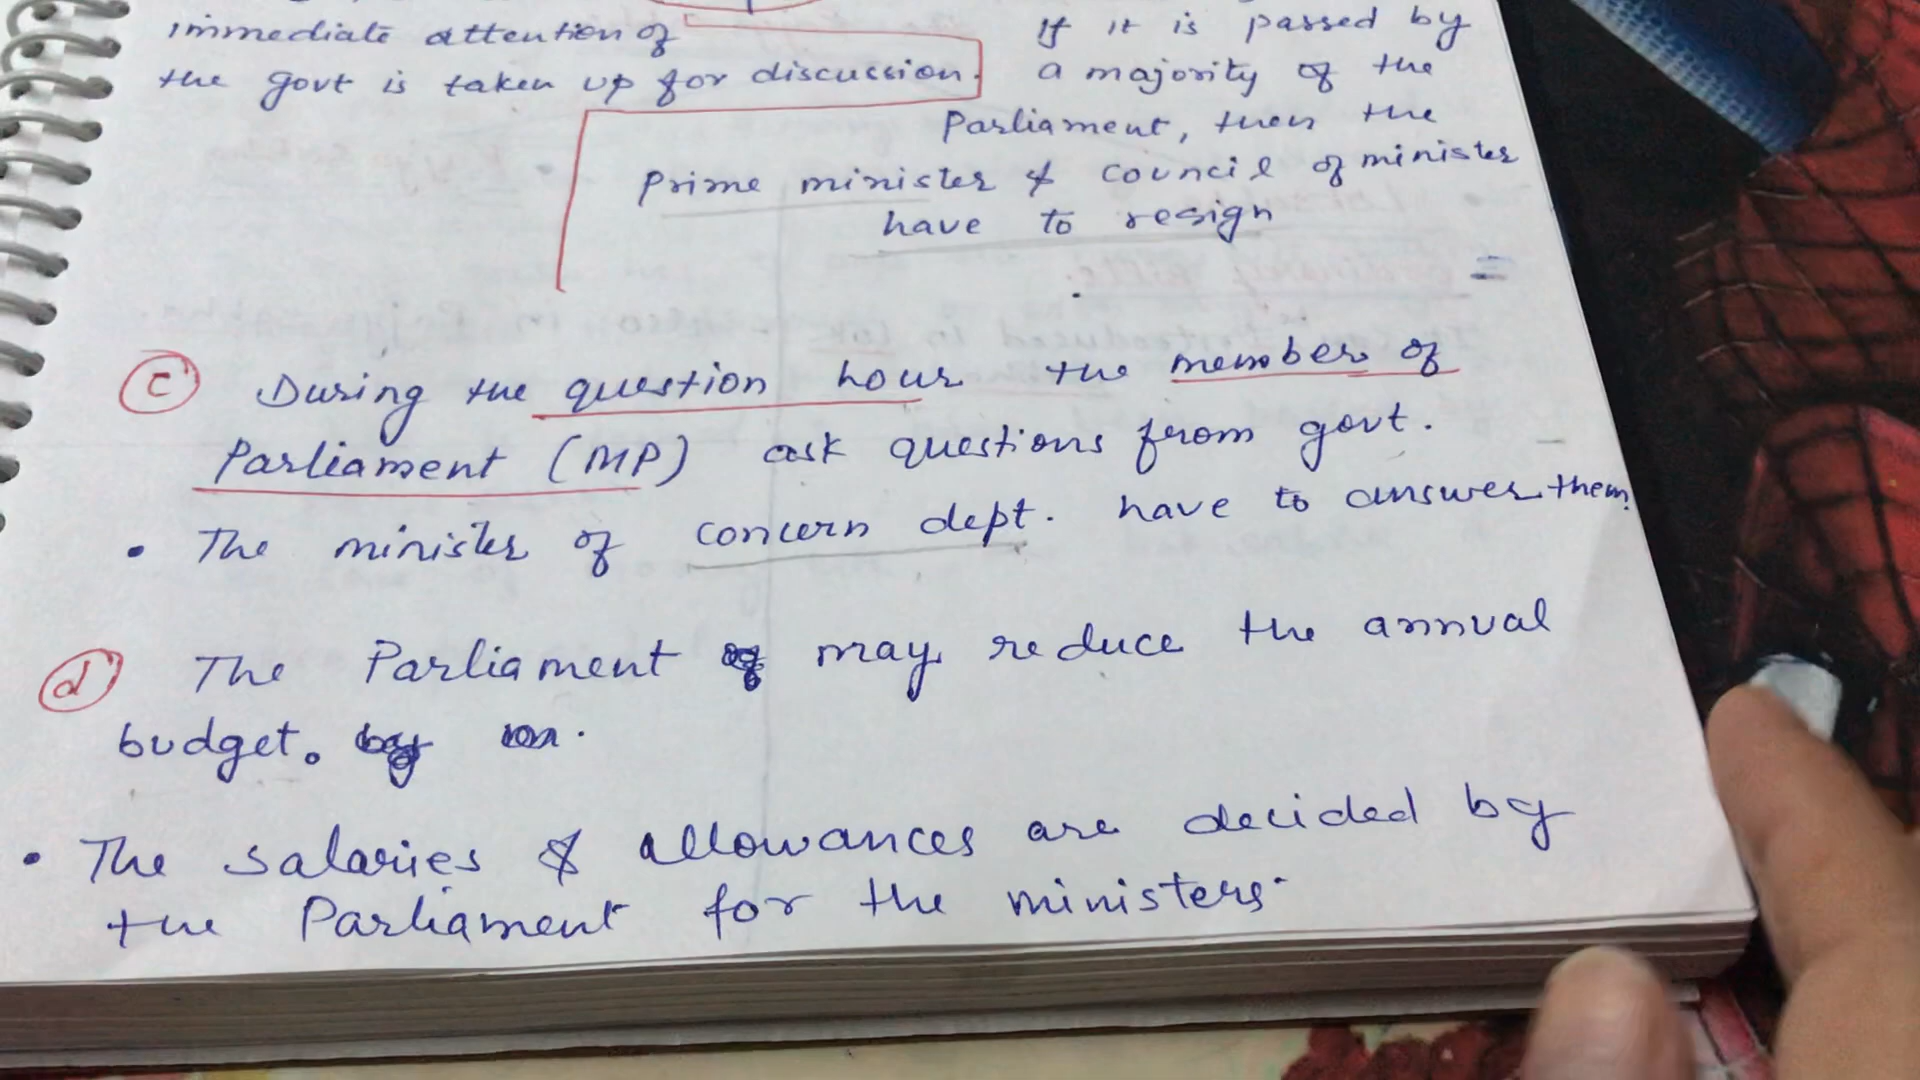 immediate attention of
the govt is taken up for discussion.
If it is passed by
a majority of the
Parliament, then the
Prime minister & council of minister
have to resign
(c) During the question hour the member of
Parliament (MP) ask questions from govt.
• The minister of concern dept. have to answer them.
(d) The Parliament may reduce the annual
budget.
• The salaries & allowances are decided by
the Parliament for the ministers.